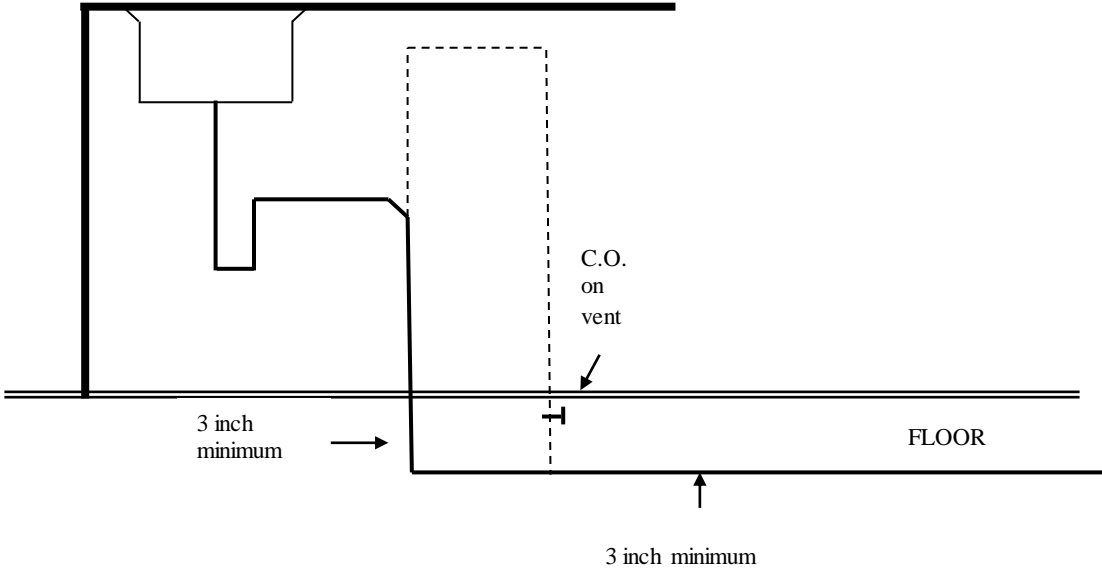 C.O.
on
vent
3 inch
minimum
FLOOR
3 inch minimum